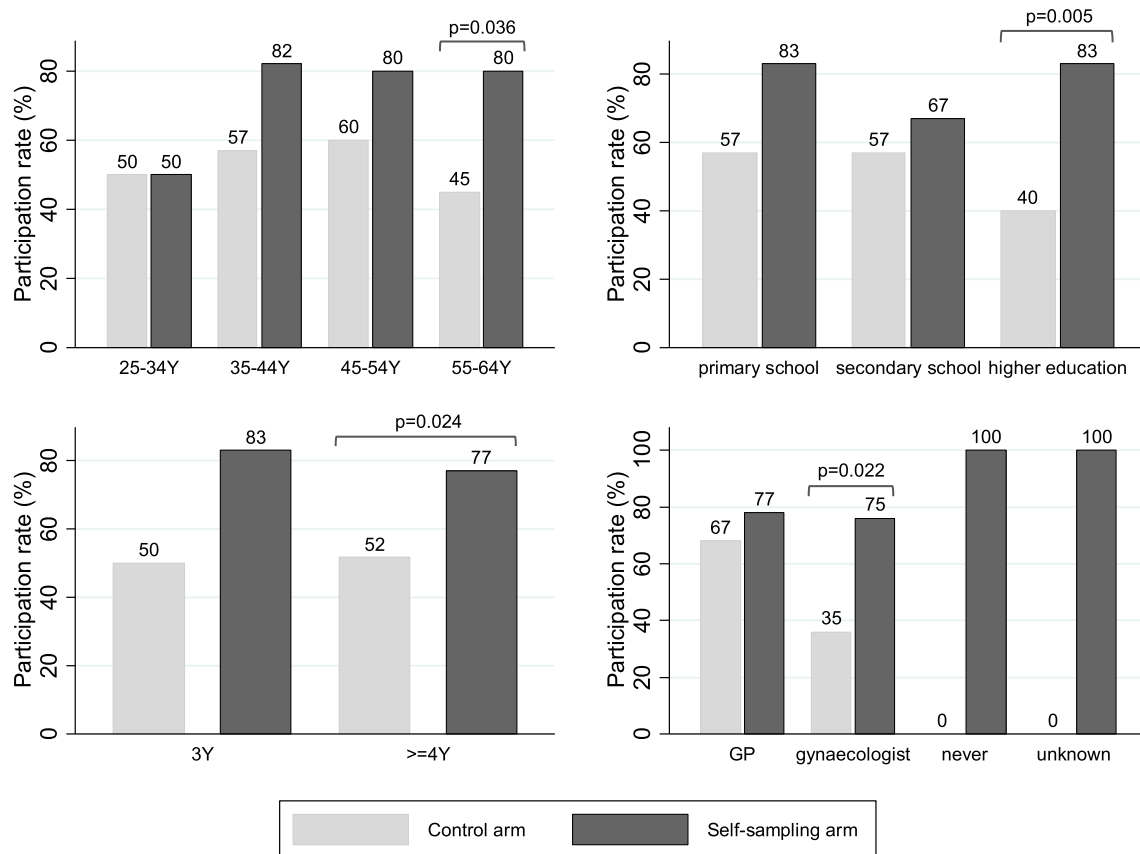 p=0.036
82 80 80
60
57
50 50
45
Participation rate (%)
0 20 40 60 80
25-34Y 35-44Y 45-54Y 55-64Y
p=0.005
83 83
67
57 57
40
Participation rate (%)
0 20 40 60 80
primary school secondary school higher education
p=0.024
83
77
50 52
Participation rate (%)
0 20 40 60 80
3Y >=4Y
100 100
p=0.022
77 75
67
35
0 0
Participation rate (%)
0 20 40 60 80 100
GP gynaecologist never unknown
Control arm Self-sampling arm